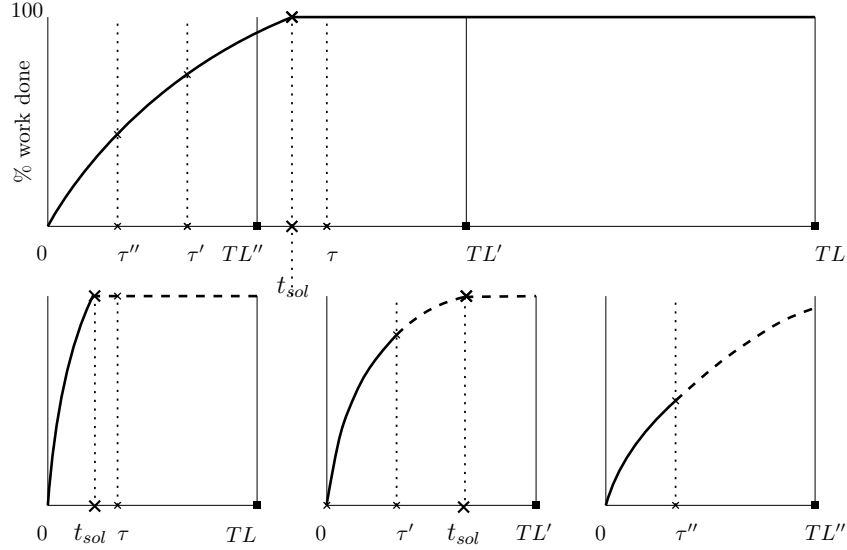 100
% work done
0 τ″ τ′ TL″ τ TL′ TL
t_sol
0 t_sol τ TL 0 τ′ t_sol TL′ 0 τ″ TL″